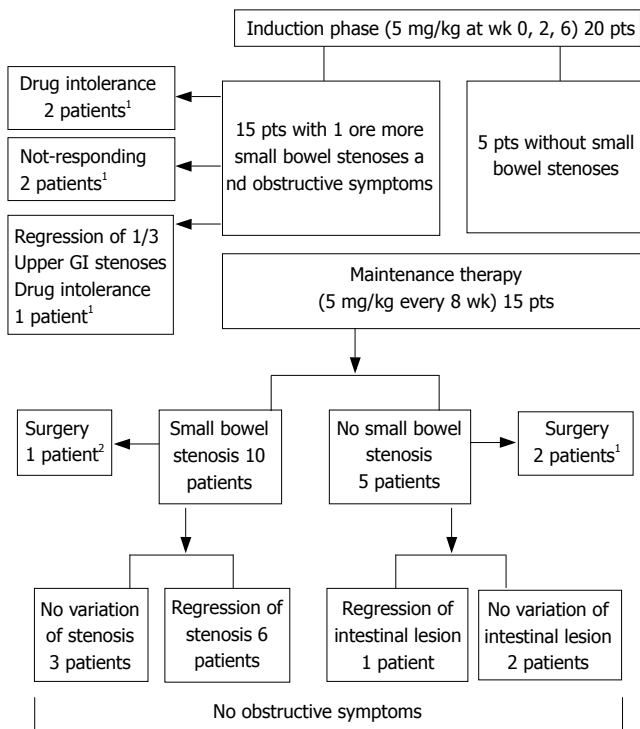 Induction phase (5 mg/kg at wk 0, 2, 6) 20 pts
Drug intolerance
2 patients¹
Not-responding
2 patients¹
Regression of 1/3
Upper GI stenoses
Drug intolerance
1 patient¹
15 pts with 1 ore more
small bowel stenoses a
nd obstructive symptoms
5 pts without small
bowel stenoses
Maintenance therapy
(5 mg/kg every 8 wk) 15 pts
Surgery
1 patient²
Small bowel
stenosis 10
patients
No small bowel
stenosis
5 patients
Surgery
2 patients¹
No variation
of stenosis
3 patients
Regression of
stenosis 6
patients
Regression of
intestinal lesion
1 patient
No variation of
intestinal lesion
2 patients
No obstructive symptoms